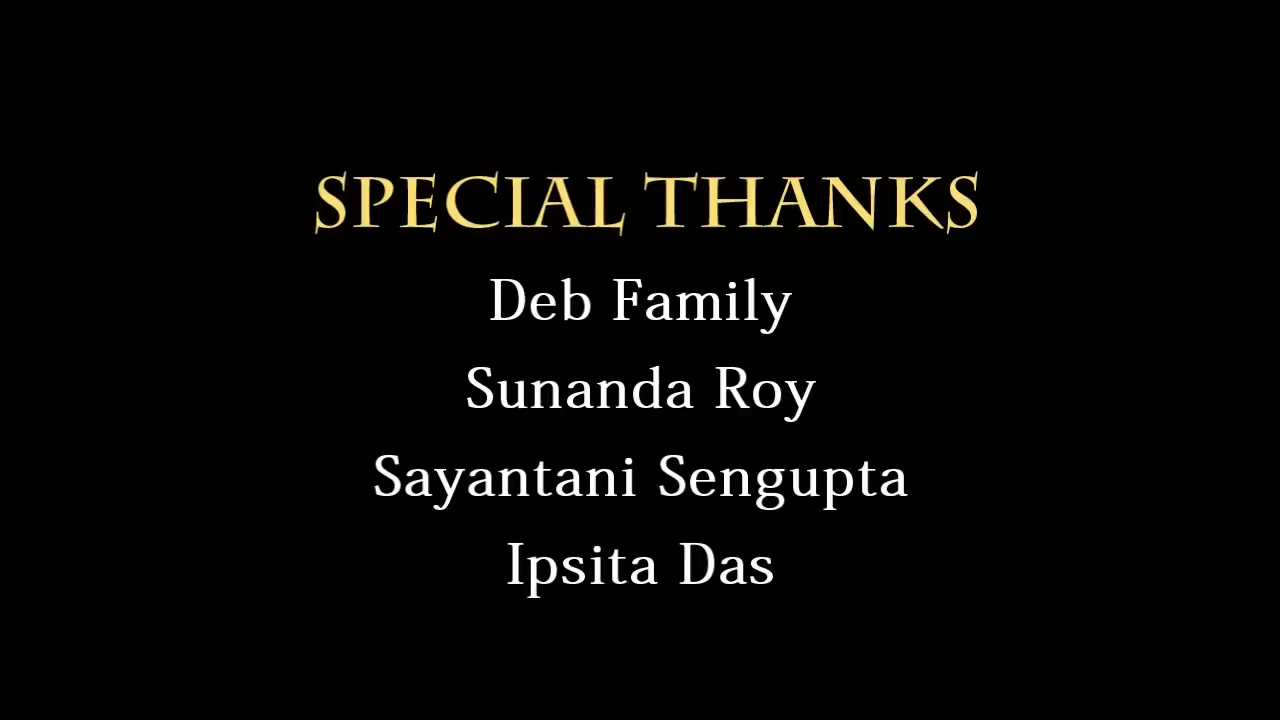 SPECIAL THANKS
Deb Family
Sunanda Roy
Sayantani Sengupta
Ipsita Das